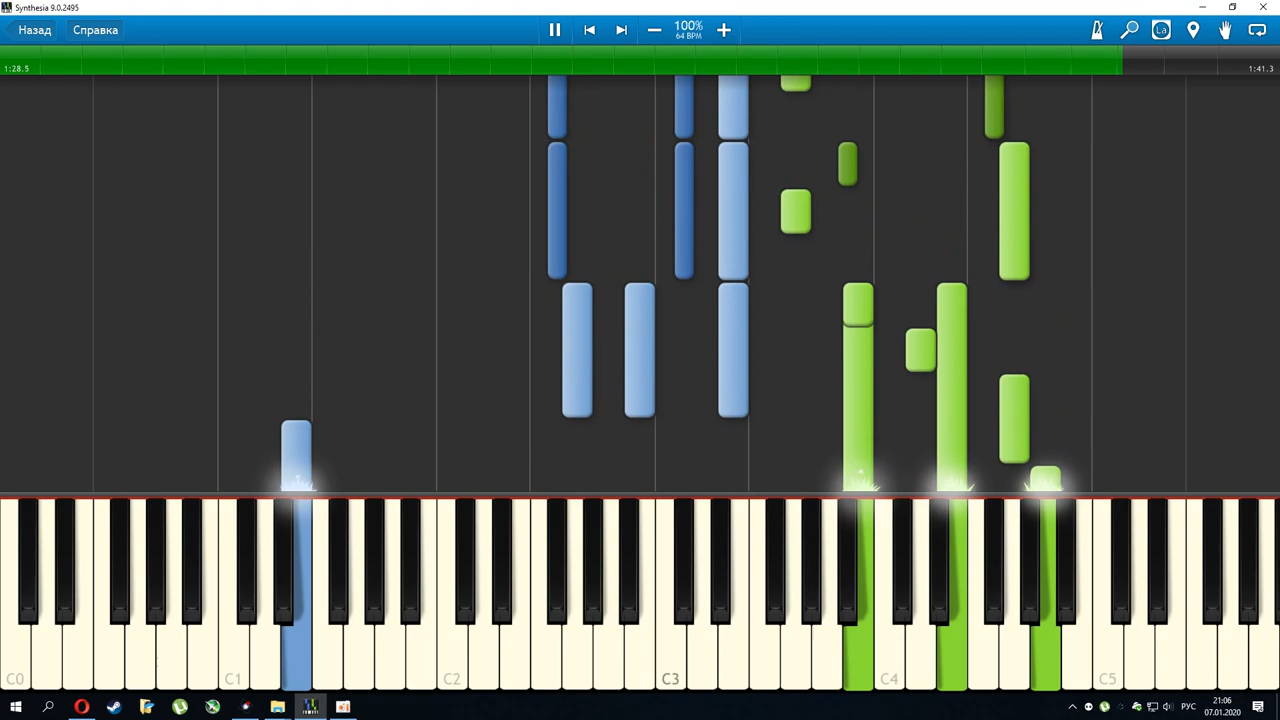 Synthesia 9.0.2495
Назад
Справка
100%
64 BPM
La
1:28.5
1:41.3
C0
C1
C2
C3
C4
C5
РУС
21:06
07.01.2020